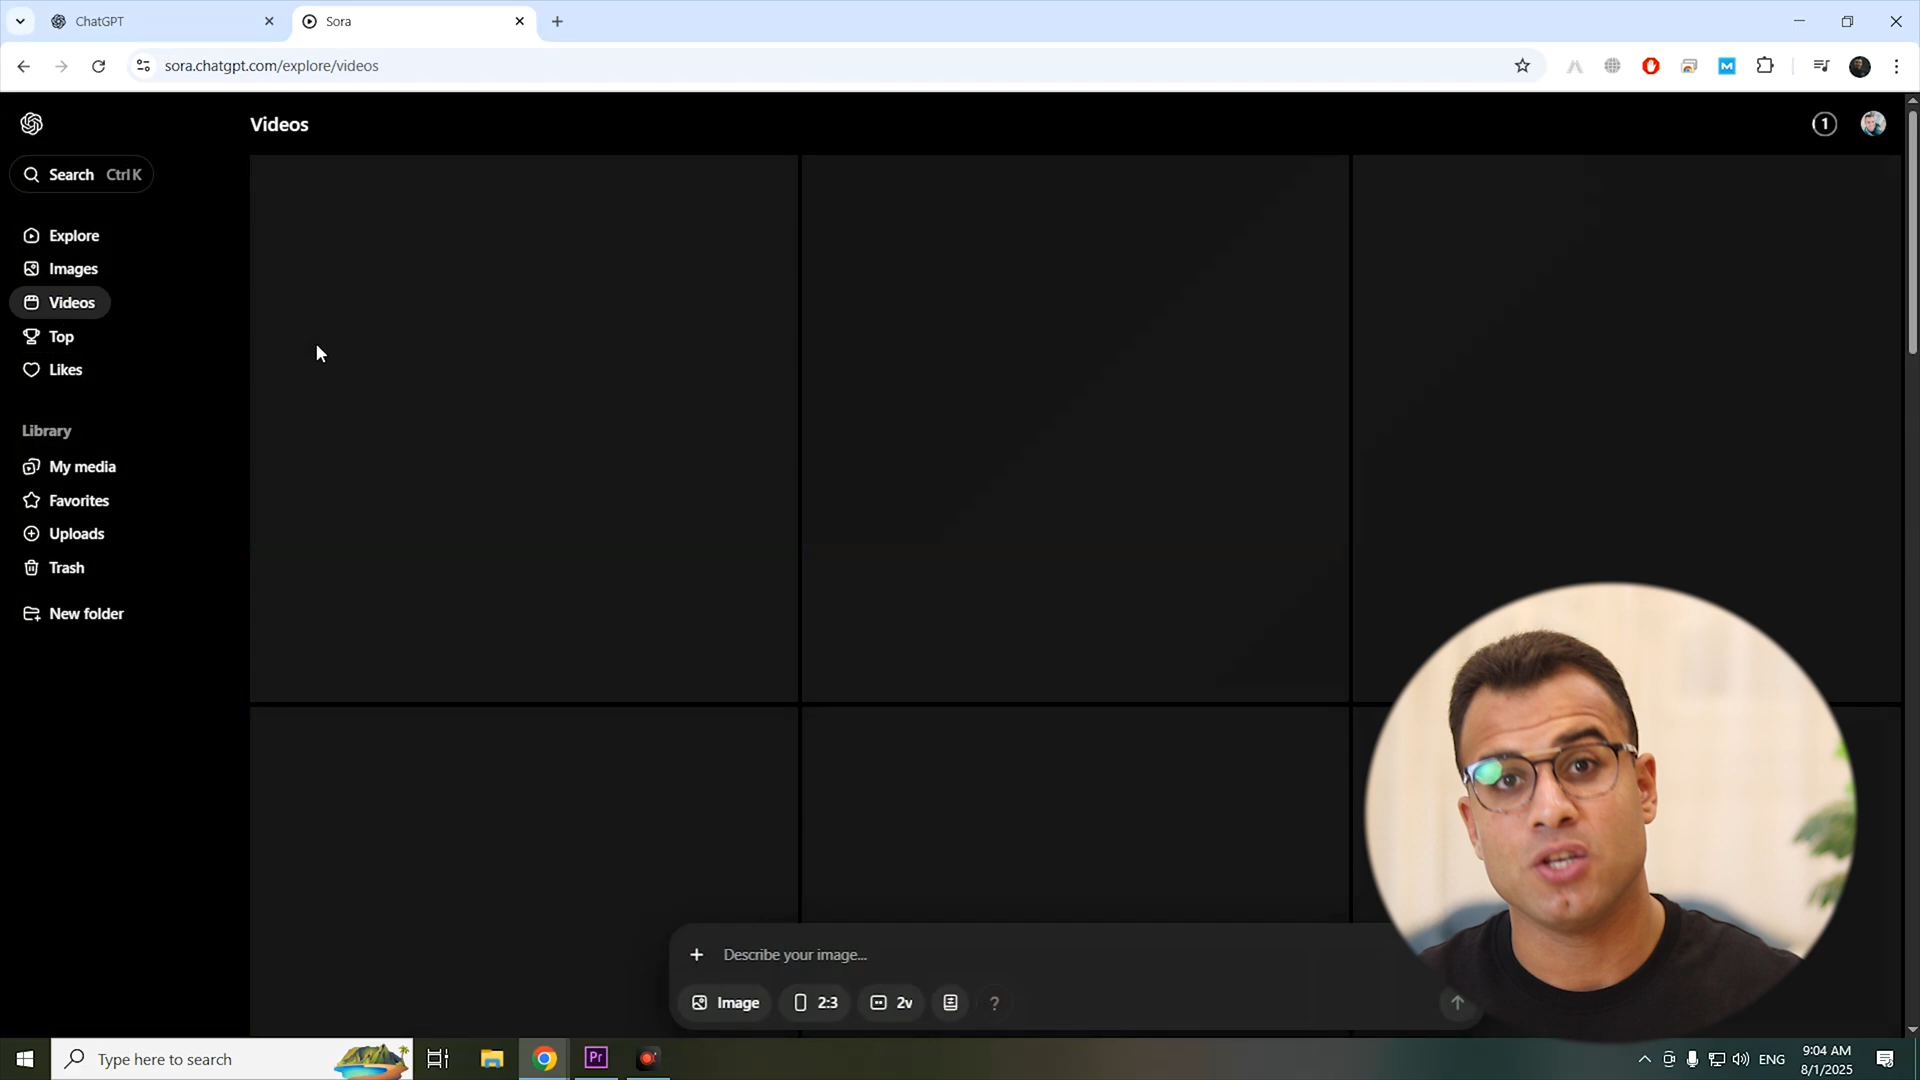 ChatGPT
Sora
sora.chatgpt.com/explore/videos
Videos
1
Search Ctrl K
Explore
Images
Videos
Top
Likes
Library
My media
Favorites
Uploads
Trash
New folder
Describe your image...
Image 2:3 2v ?
Type here to search
Pr
M
ENG
9:04 AM
8/1/2025